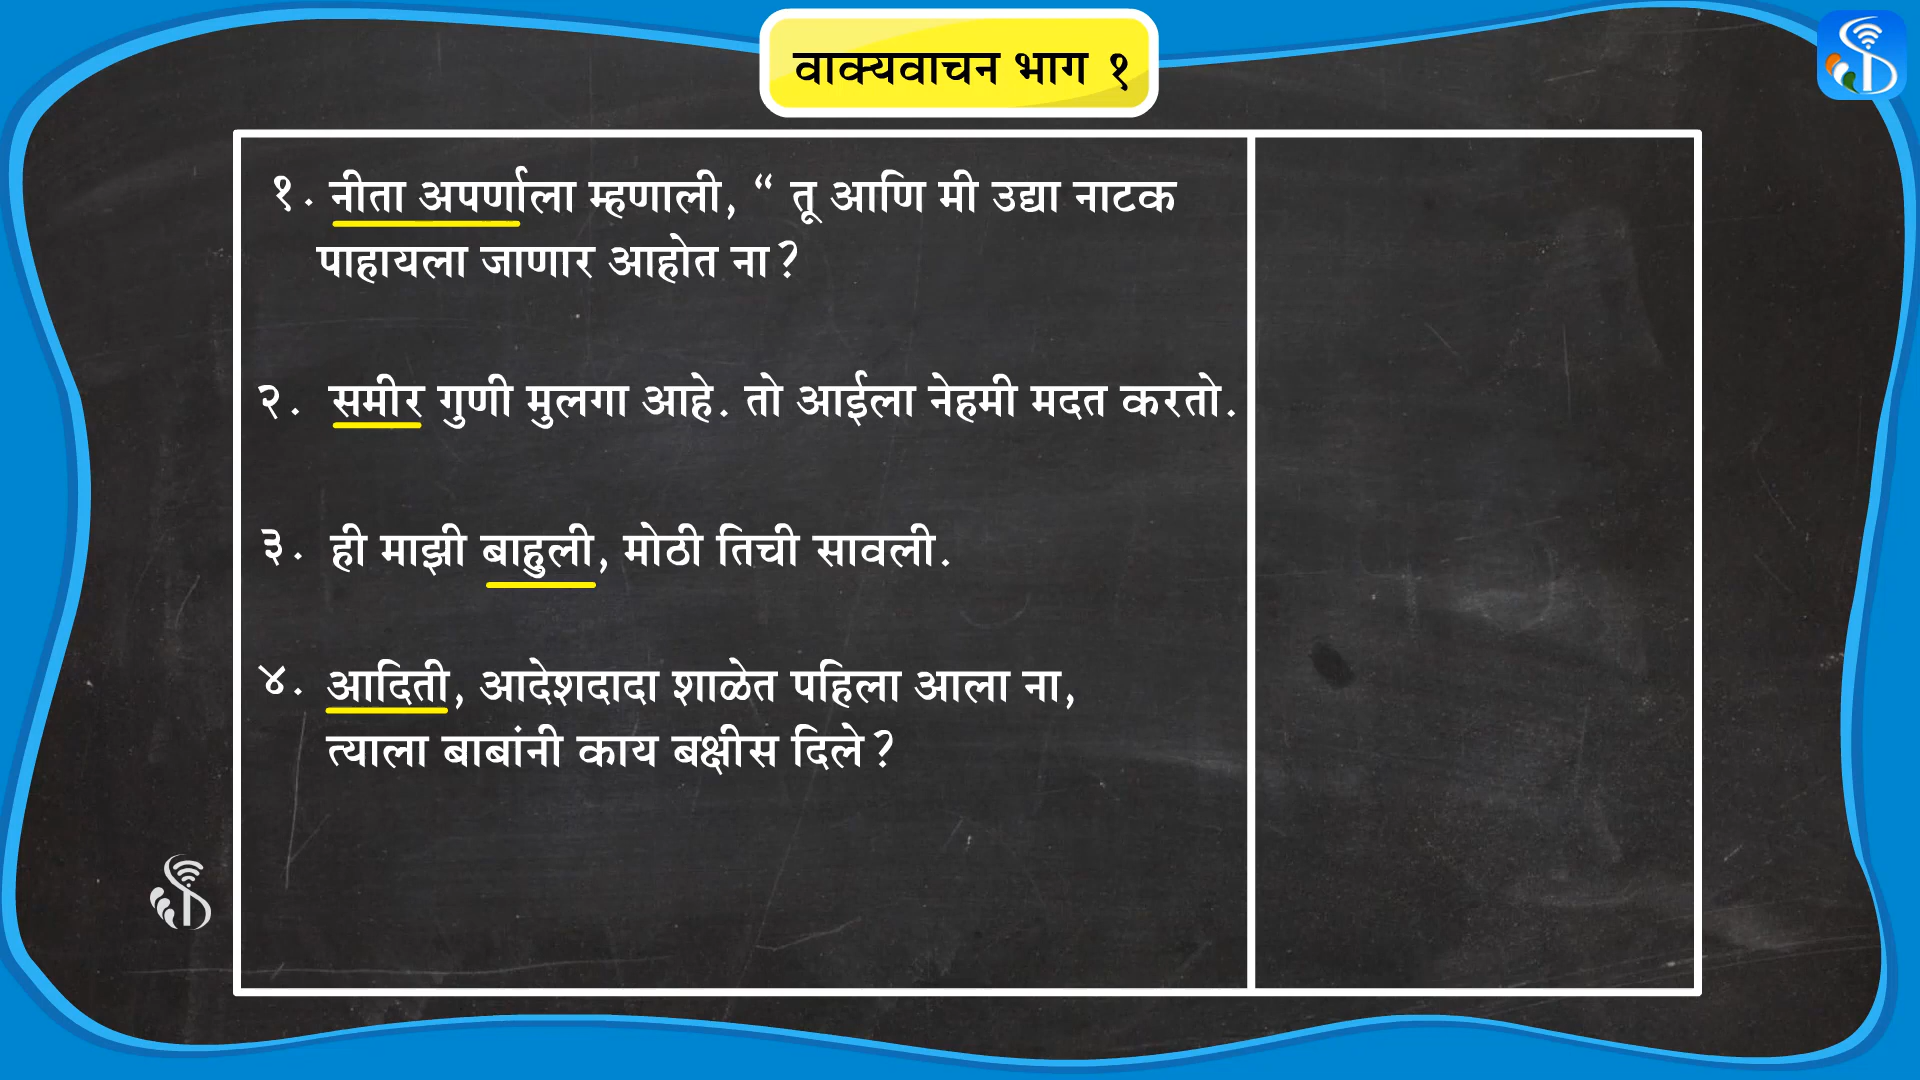 वाक्यवाचन भाग १
१. नीता अपर्णाला म्हणाली, “ तू आणि मी उद्या नाटक
पाहायला जाणार आहोत ना ?
२. समीर गुणी मुलगा आहे. तो आईला नेहमी मदत करतो.
३. ही माझी बाहुली, मोठी तिची सावली.
४. आदिती, आदेशदादा शाळेत पहिला आला ना,
त्याला बाबांनी काय बक्षीस दिले ?